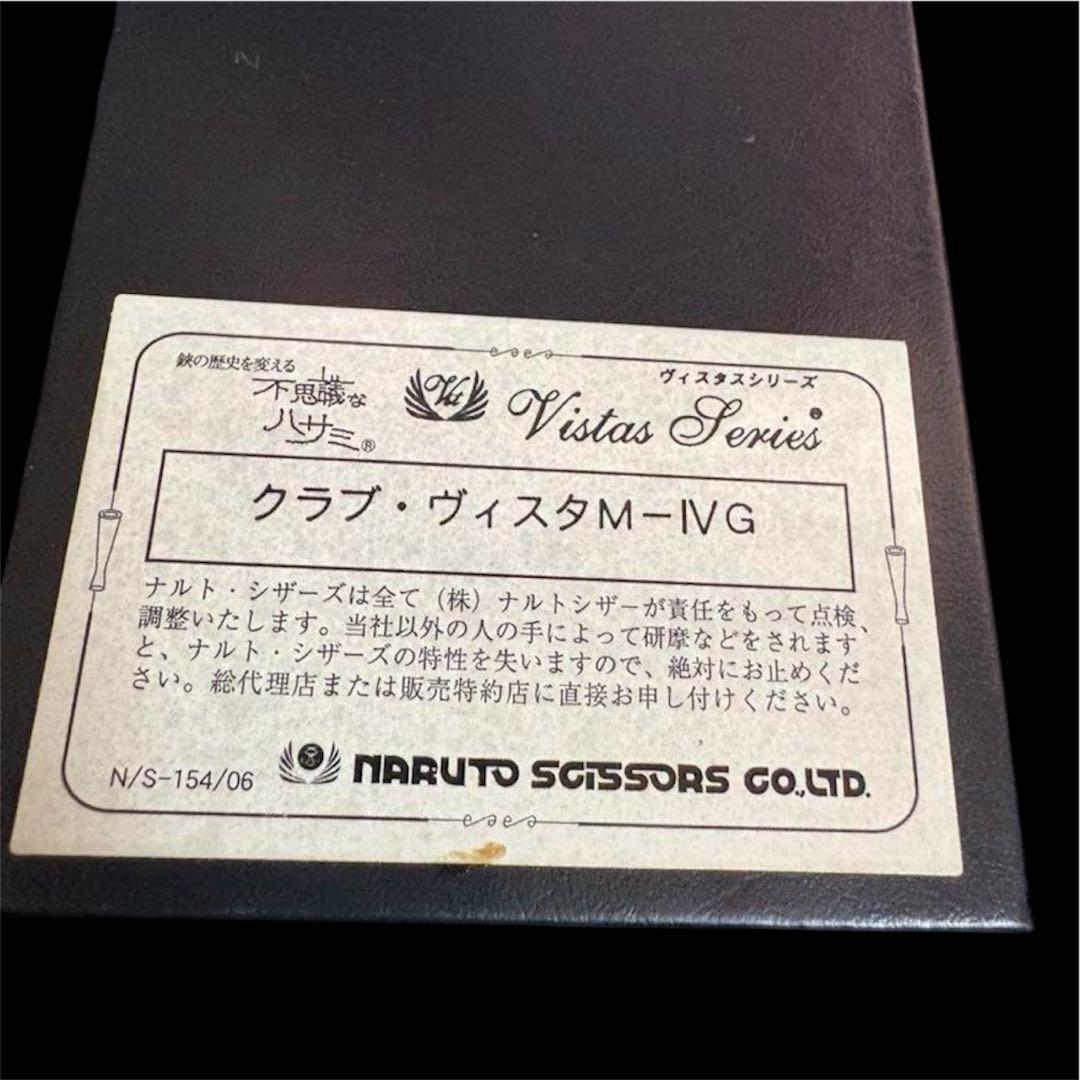 鋏の歴史を変える
不思議な
ハサミ®
Vst
ヴィスタスシリーズ
Vistas Series®
クラブ・ヴィスタM-ⅣG
ナルト・シザーズは全て（株）ナルトシザーが責任をもって点検、
調整いたします。当社以外の人の手によって研摩などをされます
と、ナルト・シザーズの特性を失いますので、絶対にお止めくだ
さい。総代理店または販売特約店に直接お申し付けください。
N/S-154/06
NARUTO SCISSORS CO.,LTD.